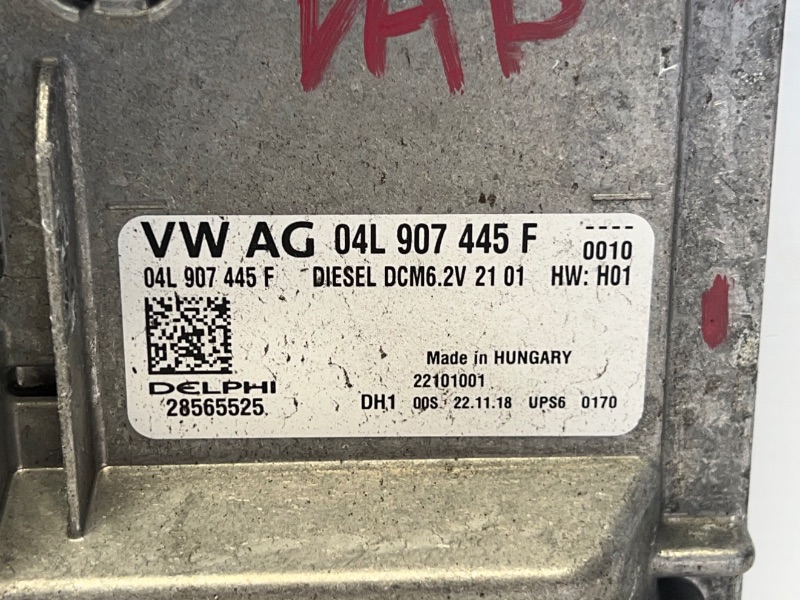 VW AG 04L 907 445 F ----
0010
04L 907 445 F DIESEL DCM6.2V 21 01 HW: H01
Made in HUNGARY
DELPHI 22101001
28565525 DH1 00S 22.11.18 UPS6 0170